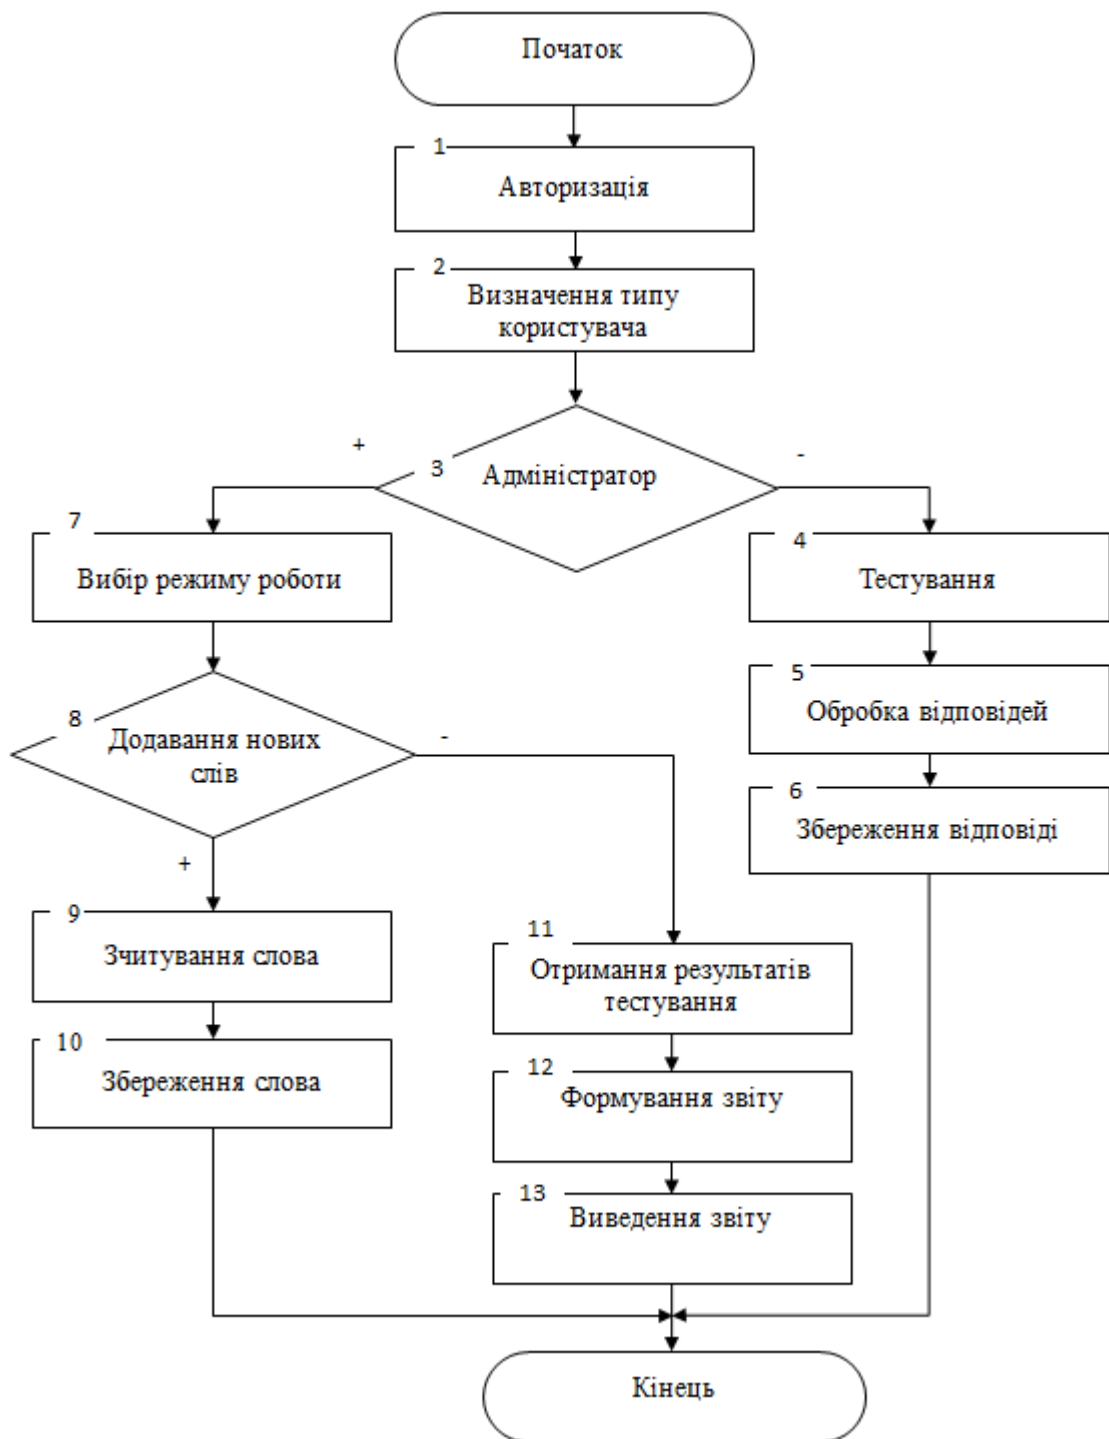 Початок
1
Авторизація
2
Визначення типу
користувача
+
-
3
Адміністратор
7
Вибір режиму роботи
4
Тестування
8
Додавання нових
слів
-
+
5
Обробка відповідей
6
Збереження відповіді
9
Зчитування слова
10
Збереження слова
11
Отримання результатів
тестування
12
Формування звіту
13
Виведення звіту
Кінець